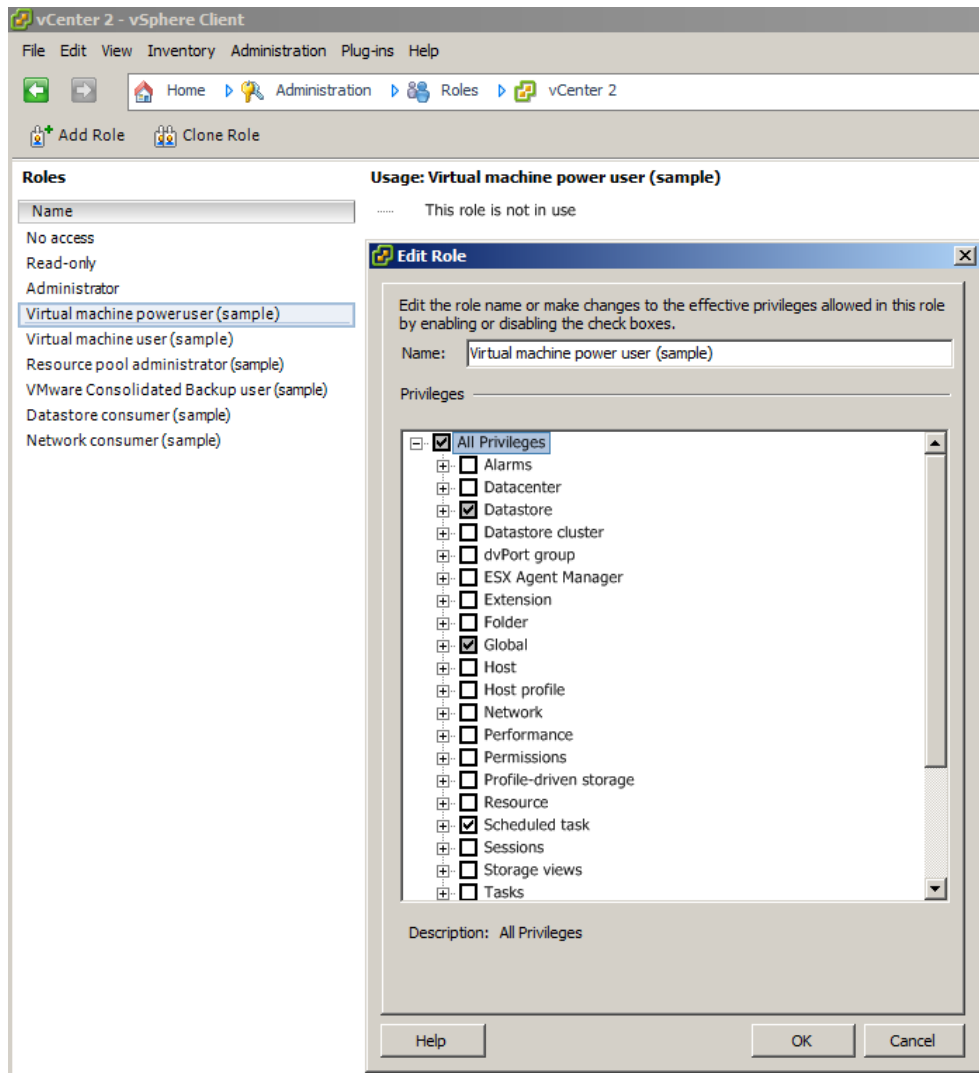 vCenter 2 - vSphere Client
File Edit View Inventory Administration Plug-ins Help
Home Administration Roles vCenter 2
Add Role Clone Role
Roles
Name
No access
Read-only
Administrator
Virtual machine poweruser (sample)
Virtual machine user (sample)
Resource pool administrator (sample)
VMware Consolidated Backup user (sample)
Datastore consumer (sample)
Network consumer (sample)
Usage: Virtual machine power user (sample)
This role is not in use
Edit Role
Edit the role name or make changes to the effective privileges allowed in this role
by enabling or disabling the check boxes.
Name: Virtual machine power user (sample)
Privileges
All Privileges
Alarms
Datacenter
Datastore
Datastore cluster
dvPort group
ESX Agent Manager
Extension
Folder
Global
Host
Host profile
Network
Performance
Permissions
Profile-driven storage
Resource
Scheduled task
Sessions
Storage views
Tasks
Description: All Privileges
Help OK Cancel